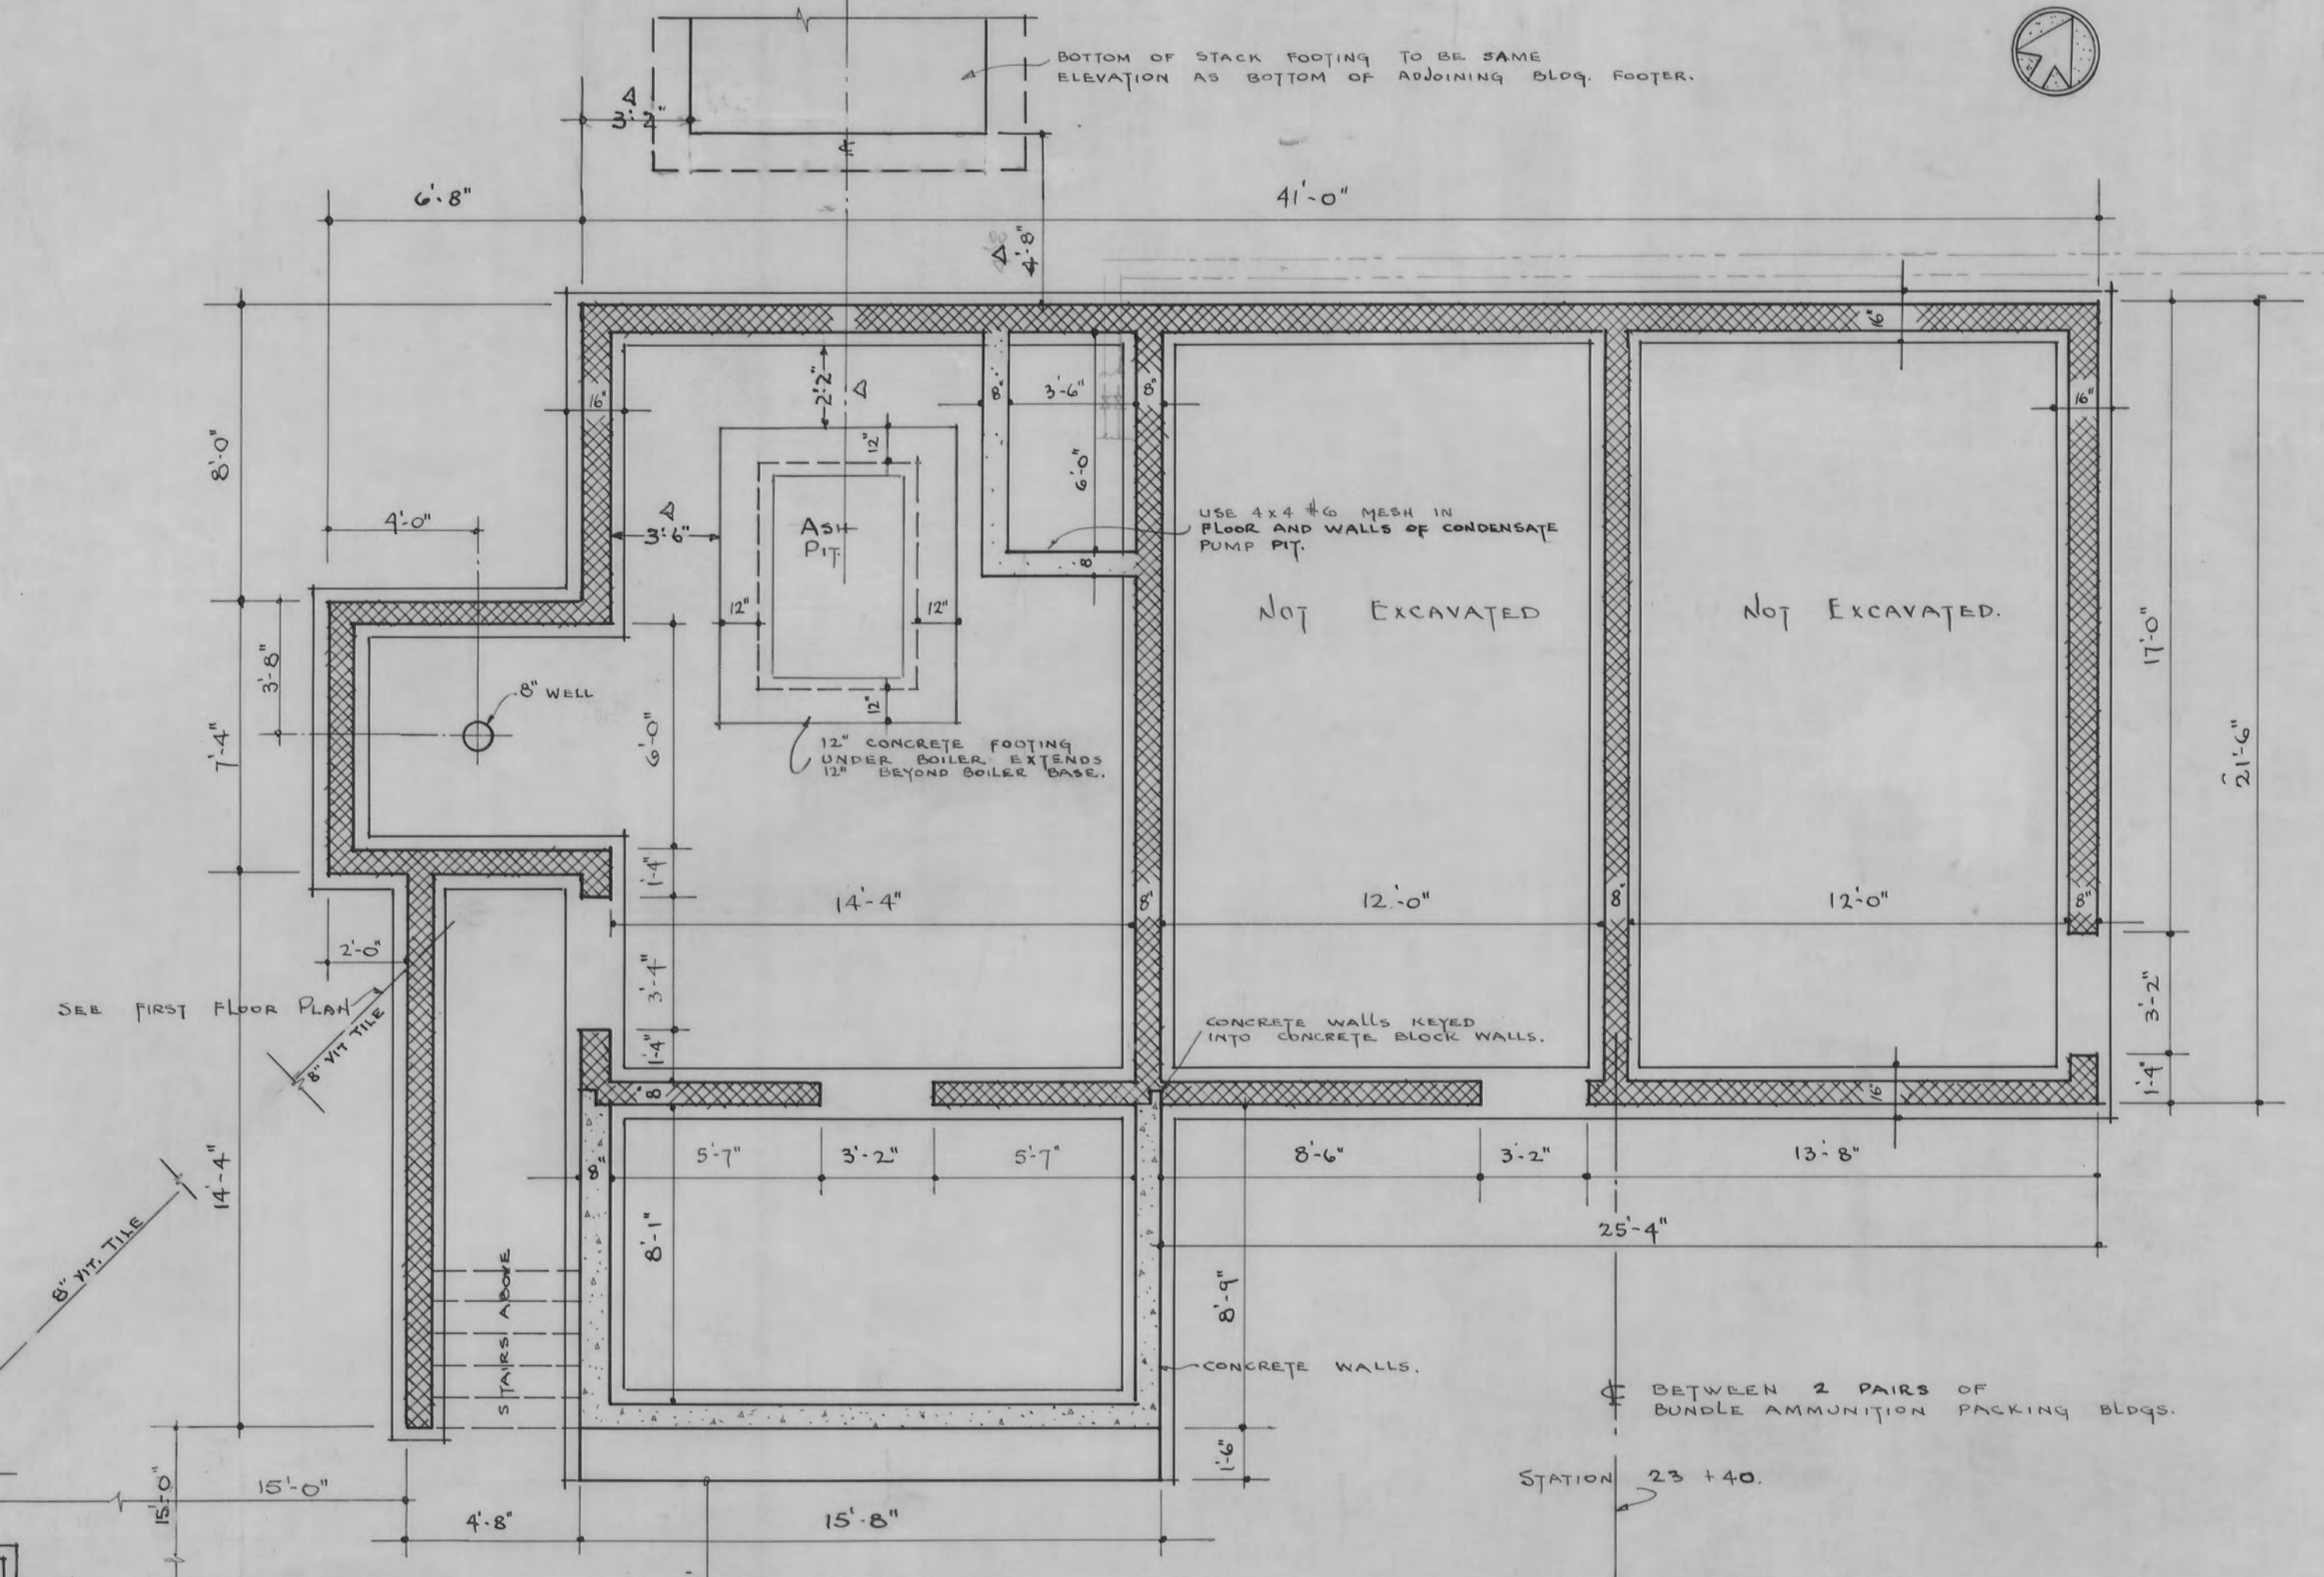 BOTTOM OF STACK FOOTING TO BE SAME
ELEVATION AS BOTTOM OF ADJOINING BLDG. FOOTER.
3'-2"
6'-8"
41'-0"
4'-8"
16"
16"
2'-2"
8"
3'-6"
8"
16"
12"
8'-0"
6'-0"
4'-0"
3'-6"
ASH
PIT
USE 4x4 #6 MESH IN
FLOOR AND WALLS OF CONDENSATE
PUMP PIT.
8"
12"
12"
NOT EXCAVATED
NOT EXCAVATED.
17'-0"
3'-8"
8" WELL
12"
7'-4"
6'-0"
12" CONCRETE FOOTING
UNDER BOILER EXTENDS
12" BEYOND BOILER BASE.
21'-6"
1'-4"
14'-4"
8"
12'-0"
8"
12'-0"
8"
2'-0"
3'-4"
3'-2"
SEE FIRST FLOOR PLAN
8" VIT TILE
CONCRETE WALLS KEYED
INTO CONCRETE BLOCK WALLS.
1'-4"
1'-4"
8"
16"
8"
5'-7"
3'-2"
5'-7"
8'-6"
3'-2"
13'-8"
14'-4"
8'-1"
25'-4"
8" VIT. TILE
STAIRS ABOVE
8'-9"
CONCRETE WALLS.
℄ BETWEEN 2 PAIRS OF
BUNDLE AMMUNITION PACKING BLDGS.
1'-6"
STATION 23 +40.
15'-0"
15'-0"
4'-8"
15'-8"